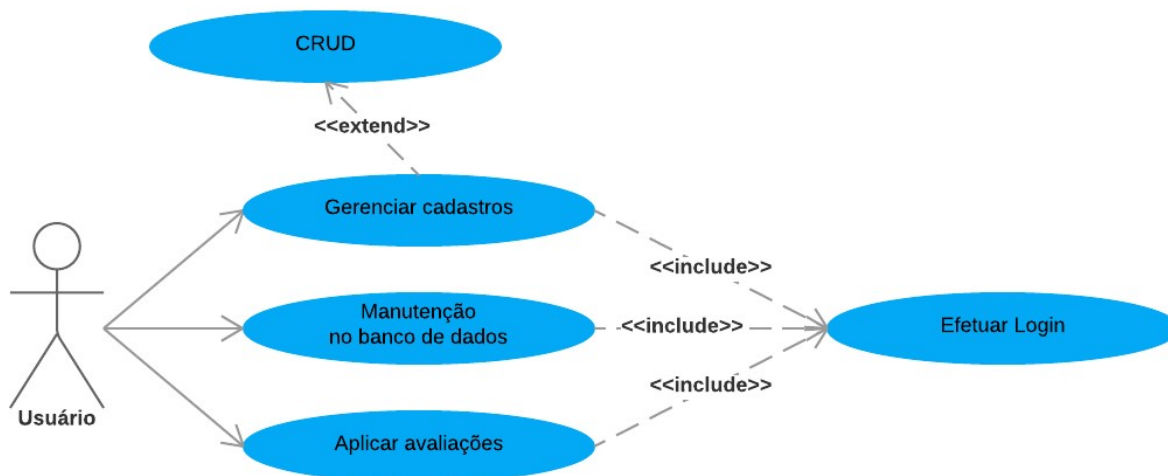 CRUD
<<extend>>
Gerenciar cadastros
<<include>>
Manutenção
no banco de dados
<<include>>
Efetuar Login
<<include>>
Usuário
Aplicar avaliações